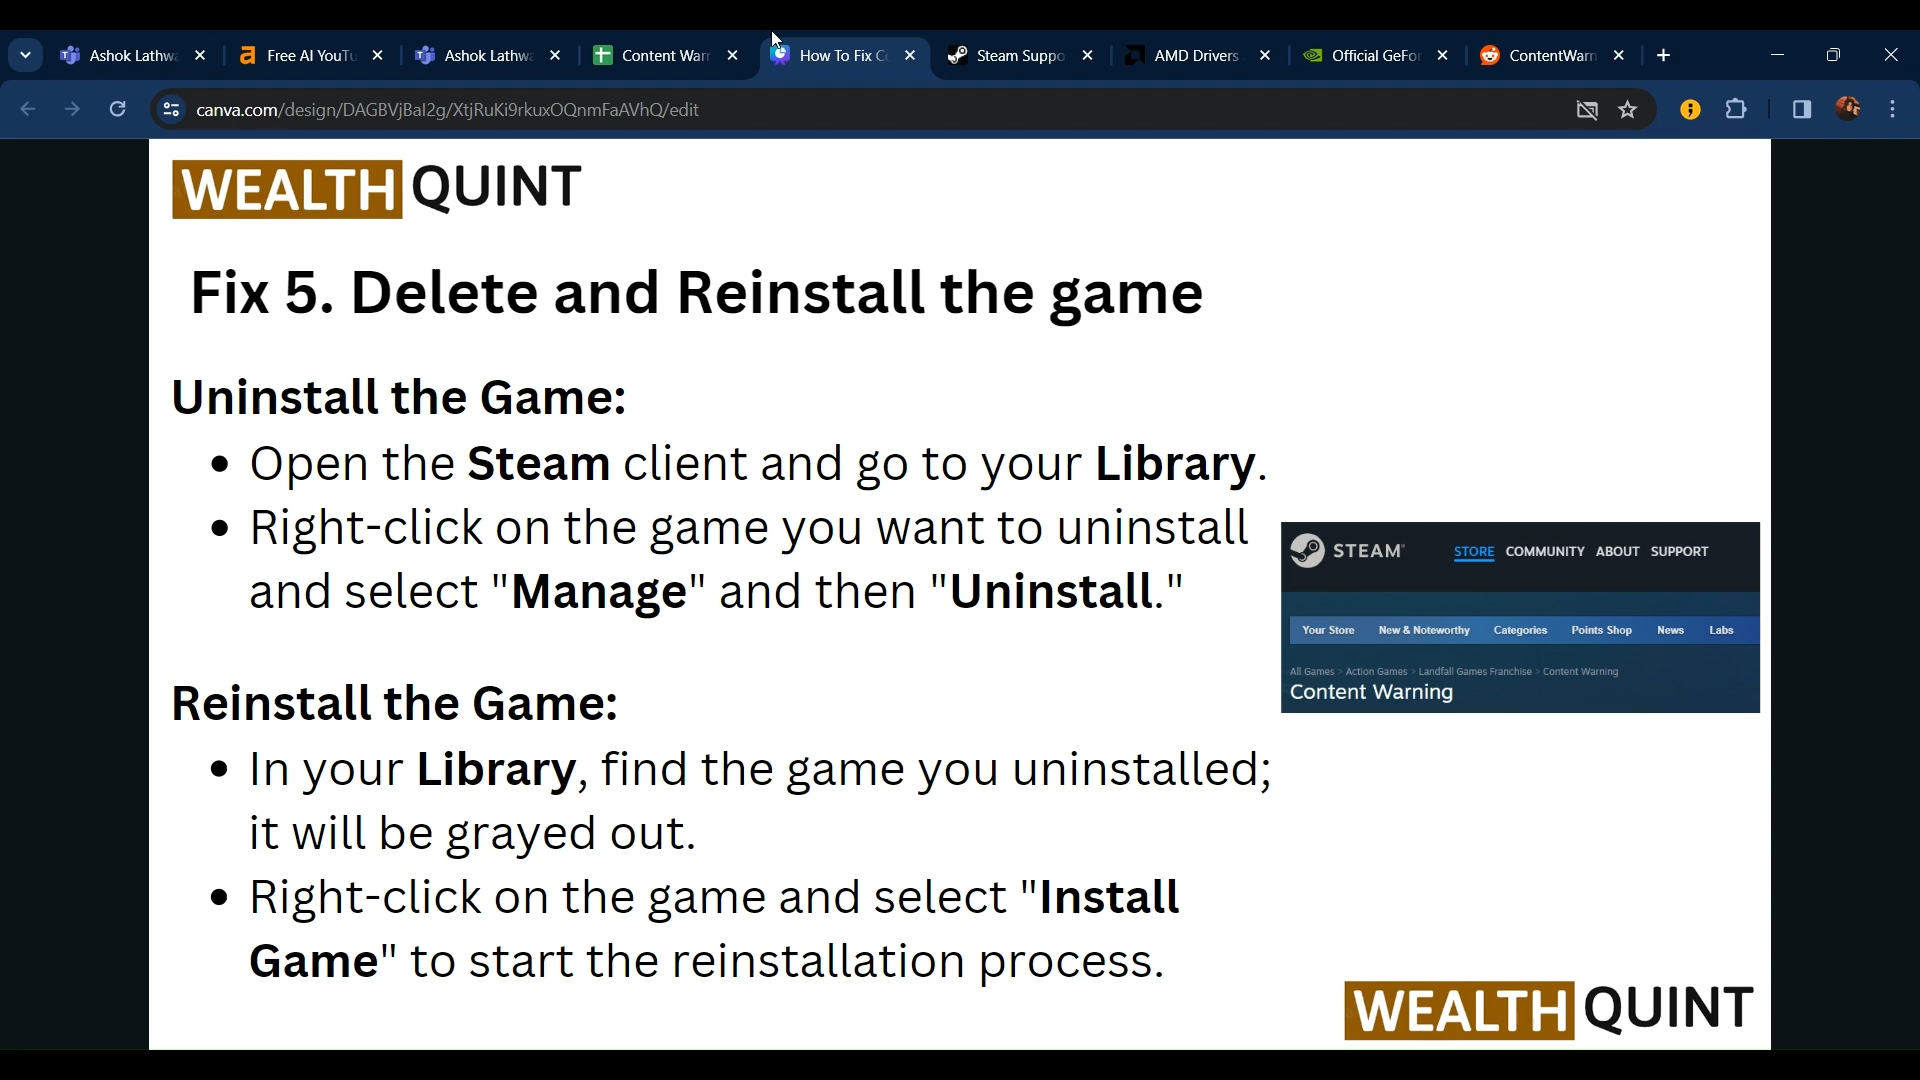 Ashok Lathwa
Free AI YouTu
Ashok Lathwa
Content Warn
How To Fix Co
Steam Suppo
AMD Drivers
Official GeFor
ContentWarn
canva.com/design/DAGBVjBaI2g/XtjRuKi9rkuxOQnmFaAVhQ/edit
WEALTH QUINT
Fix 5. Delete and Reinstall the game
Uninstall the Game:
• Open the Steam client and go to your Library.
• Right-click on the game you want to uninstall
and select "Manage" and then "Uninstall."
STEAM STORE COMMUNITY ABOUT SUPPORT
Your Store New & Noteworthy Categories Points Shop News Labs
All Games > Action Games > Landfall Games Franchise > Content Warning
Content Warning
Reinstall the Game:
• In your Library, find the game you uninstalled;
it will be grayed out.
• Right-click on the game and select "Install
Game" to start the reinstallation process.
WEALTH QUINT